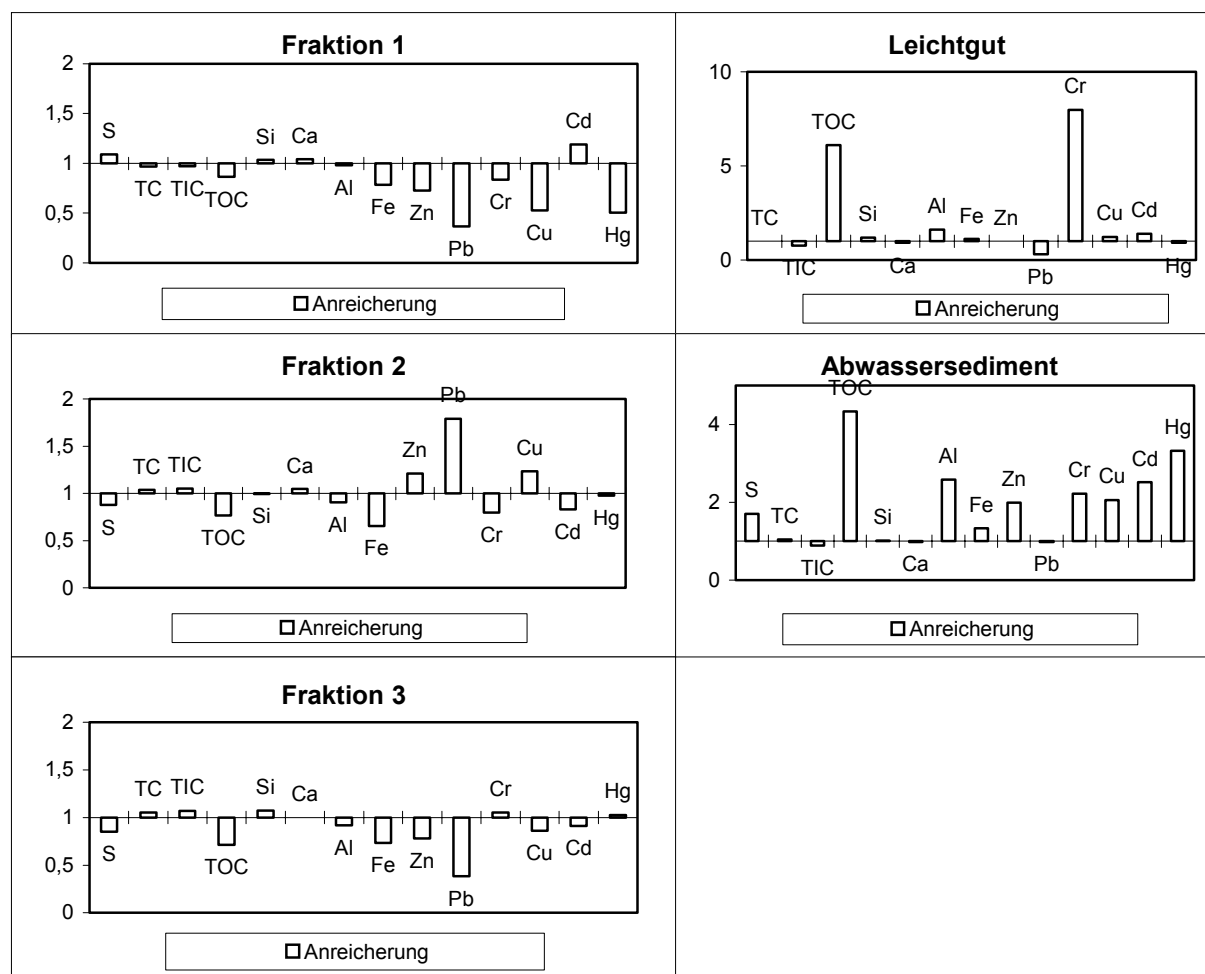 Fraktion 1
2
1,5
1
0,5
0
S
TC
TIC
TOC
Si
Ca
Al
Fe
Zn
Pb
Cr
Cu
Cd
Hg
Anreicherung
Leichtgut
10
5
0
TC
TIC
TOC
Si
Ca
Al
Fe
Zn
Pb
Cr
Cu
Cd
Hg
Anreicherung
Fraktion 2
2
1,5
1
0,5
0
S
TC
TIC
TOC
Si
Ca
Al
Fe
Zn
Pb
Cr
Cu
Cd
Hg
Anreicherung
Abwassersediment
4
2
0
S
TC
TIC
TOC
Si
Ca
Al
Fe
Zn
Pb
Cr
Cu
Cd
Hg
Anreicherung
Fraktion 3
2
1,5
1
0,5
0
S
TC
TIC
TOC
Si
Ca
Al
Fe
Zn
Pb
Cr
Cu
Cd
Hg
Anreicherung